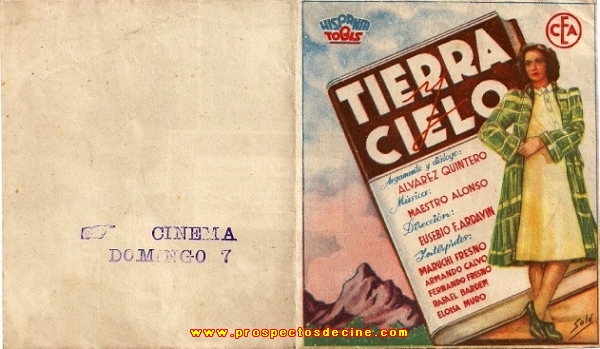 CINEMA
DOMINGO 7
HISPANIA
TOBIS
CEA
TIERRA
y
CIELO
Argumento y diálogo:
ALVAREZ QUINTERO
Música:
MAESTRO ALONSO
Dirección:
EUSEBIO F. ARDAVIN
Intérpretes:
MARUCHI FRESNO
ARMANDO CALVO
FERNANDO FRESNO
RAFAEL BARDEM
ELOISA MURO
Solé
www.prospectosdecine.com